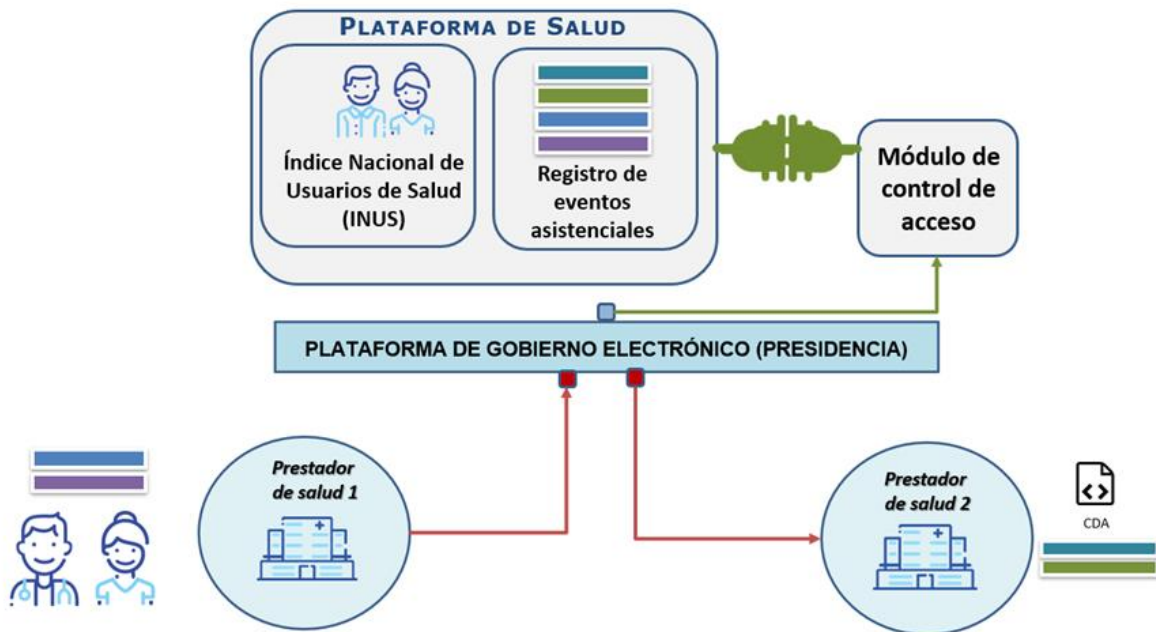 PLATAFORMA DE SALUD
Índice Nacional de
Usuarios de Salud
(INUS)
Registro de
eventos
asistenciales
Módulo de
control de
acceso
PLATAFORMA DE GOBIERNO ELECTRÓNICO (PRESIDENCIA)
Prestador
de salud 1
Prestador
de salud 2
CDA